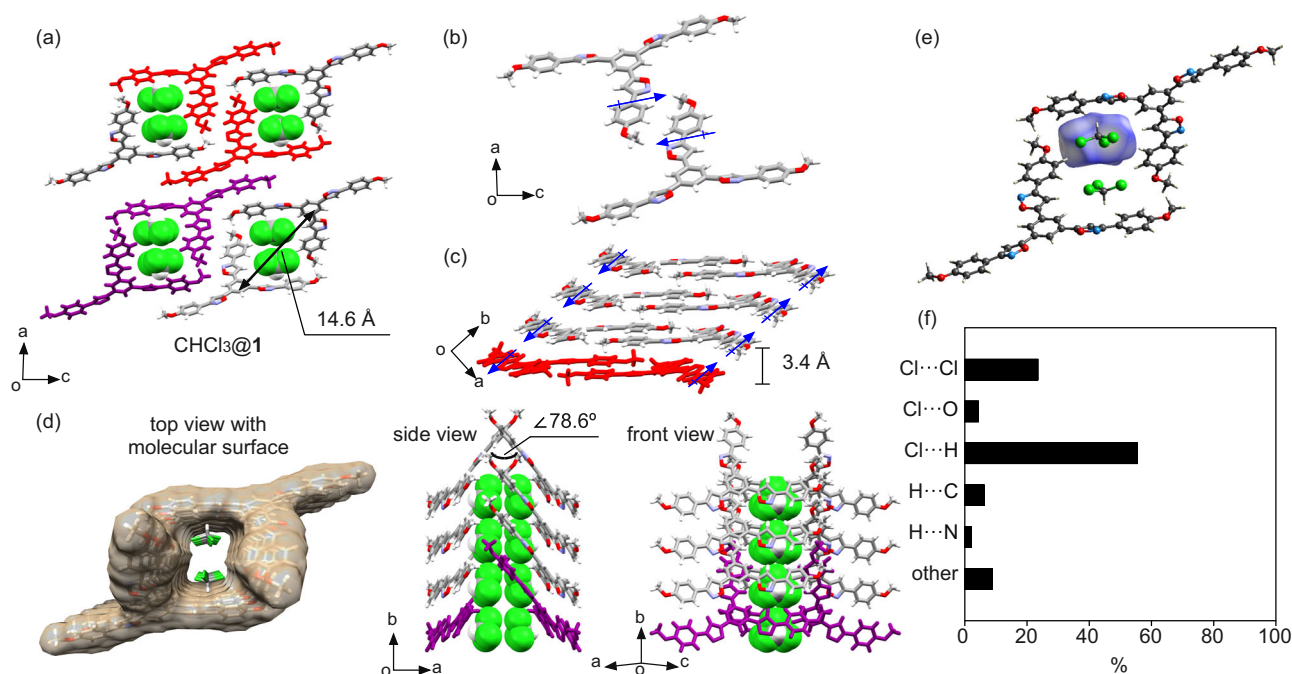 (a)
a
o
c
CHCl₃@1
14.6 Å
(b)
a
o
c
(c)
b
o
a
3.4 Å
(d)
top view with
molecular surface
side view
∠78.6º
b
o
a
front view
b
a
o
c
(e)
(f)
Cl···Cl
Cl···O
Cl···H
H···C
H···N
other
0
20
40
60
80
100
%